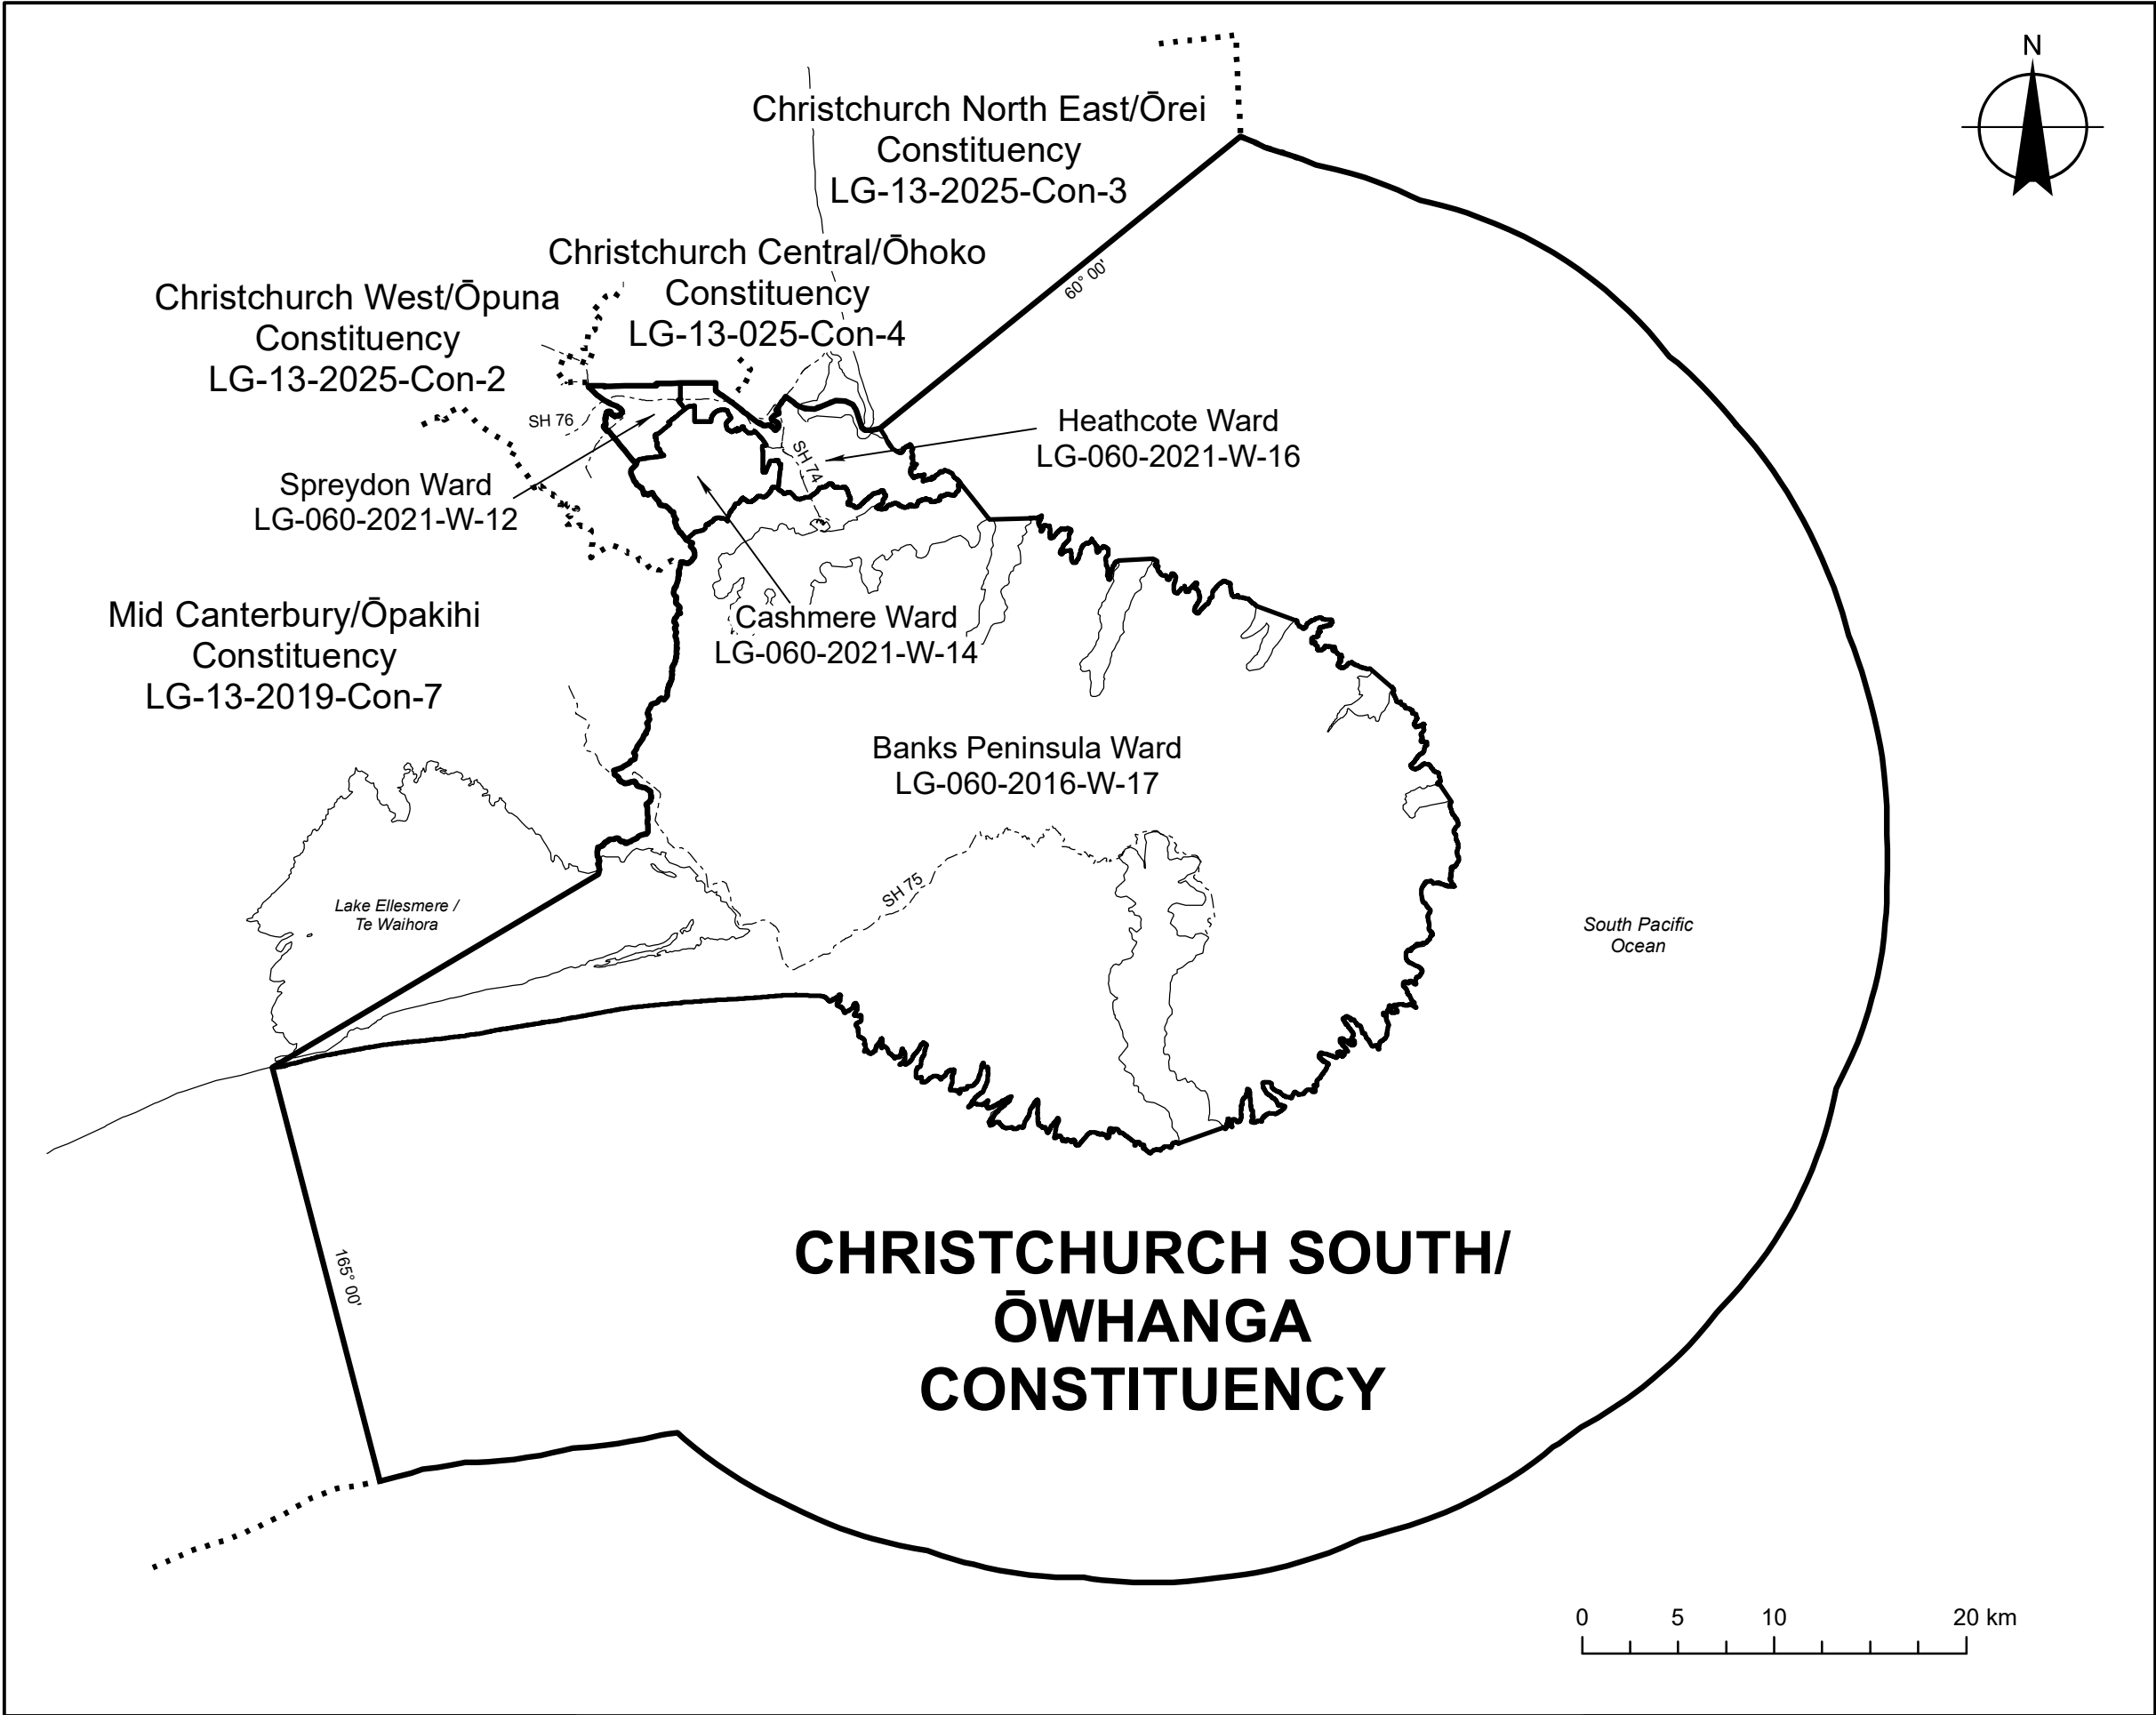 N
Christchurch North East/Ōrei
Constituency
LG-13-2025-Con-3
Christchurch Central/Ōhoko
Constituency
LG-13-025-Con-4
Christchurch West/Ōpuna
Constituency
LG-13-2025-Con-2
60° 00'
SH 76
SH 74
Heathcote Ward
LG-060-2021-W-16
Spreydon Ward
LG-060-2021-W-12
Cashmere Ward
LG-060-2021-W-14
Mid Canterbury/Ōpakihi
Constituency
LG-13-2019-Con-7
Banks Peninsula Ward
LG-060-2016-W-17
SH 75
Lake Ellesmere /
Te Waihora
South Pacific
Ocean
165° 00'
CHRISTCHURCH SOUTH/
ŌWHANGA
CONSTITUENCY
0 5 10 20 km